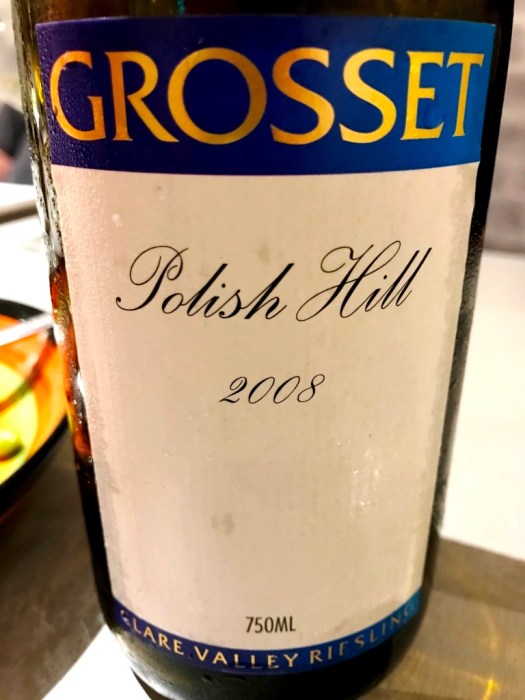 GROSSET
Polish Hill
2008
750ML
CLARE VALLEY RIESLING